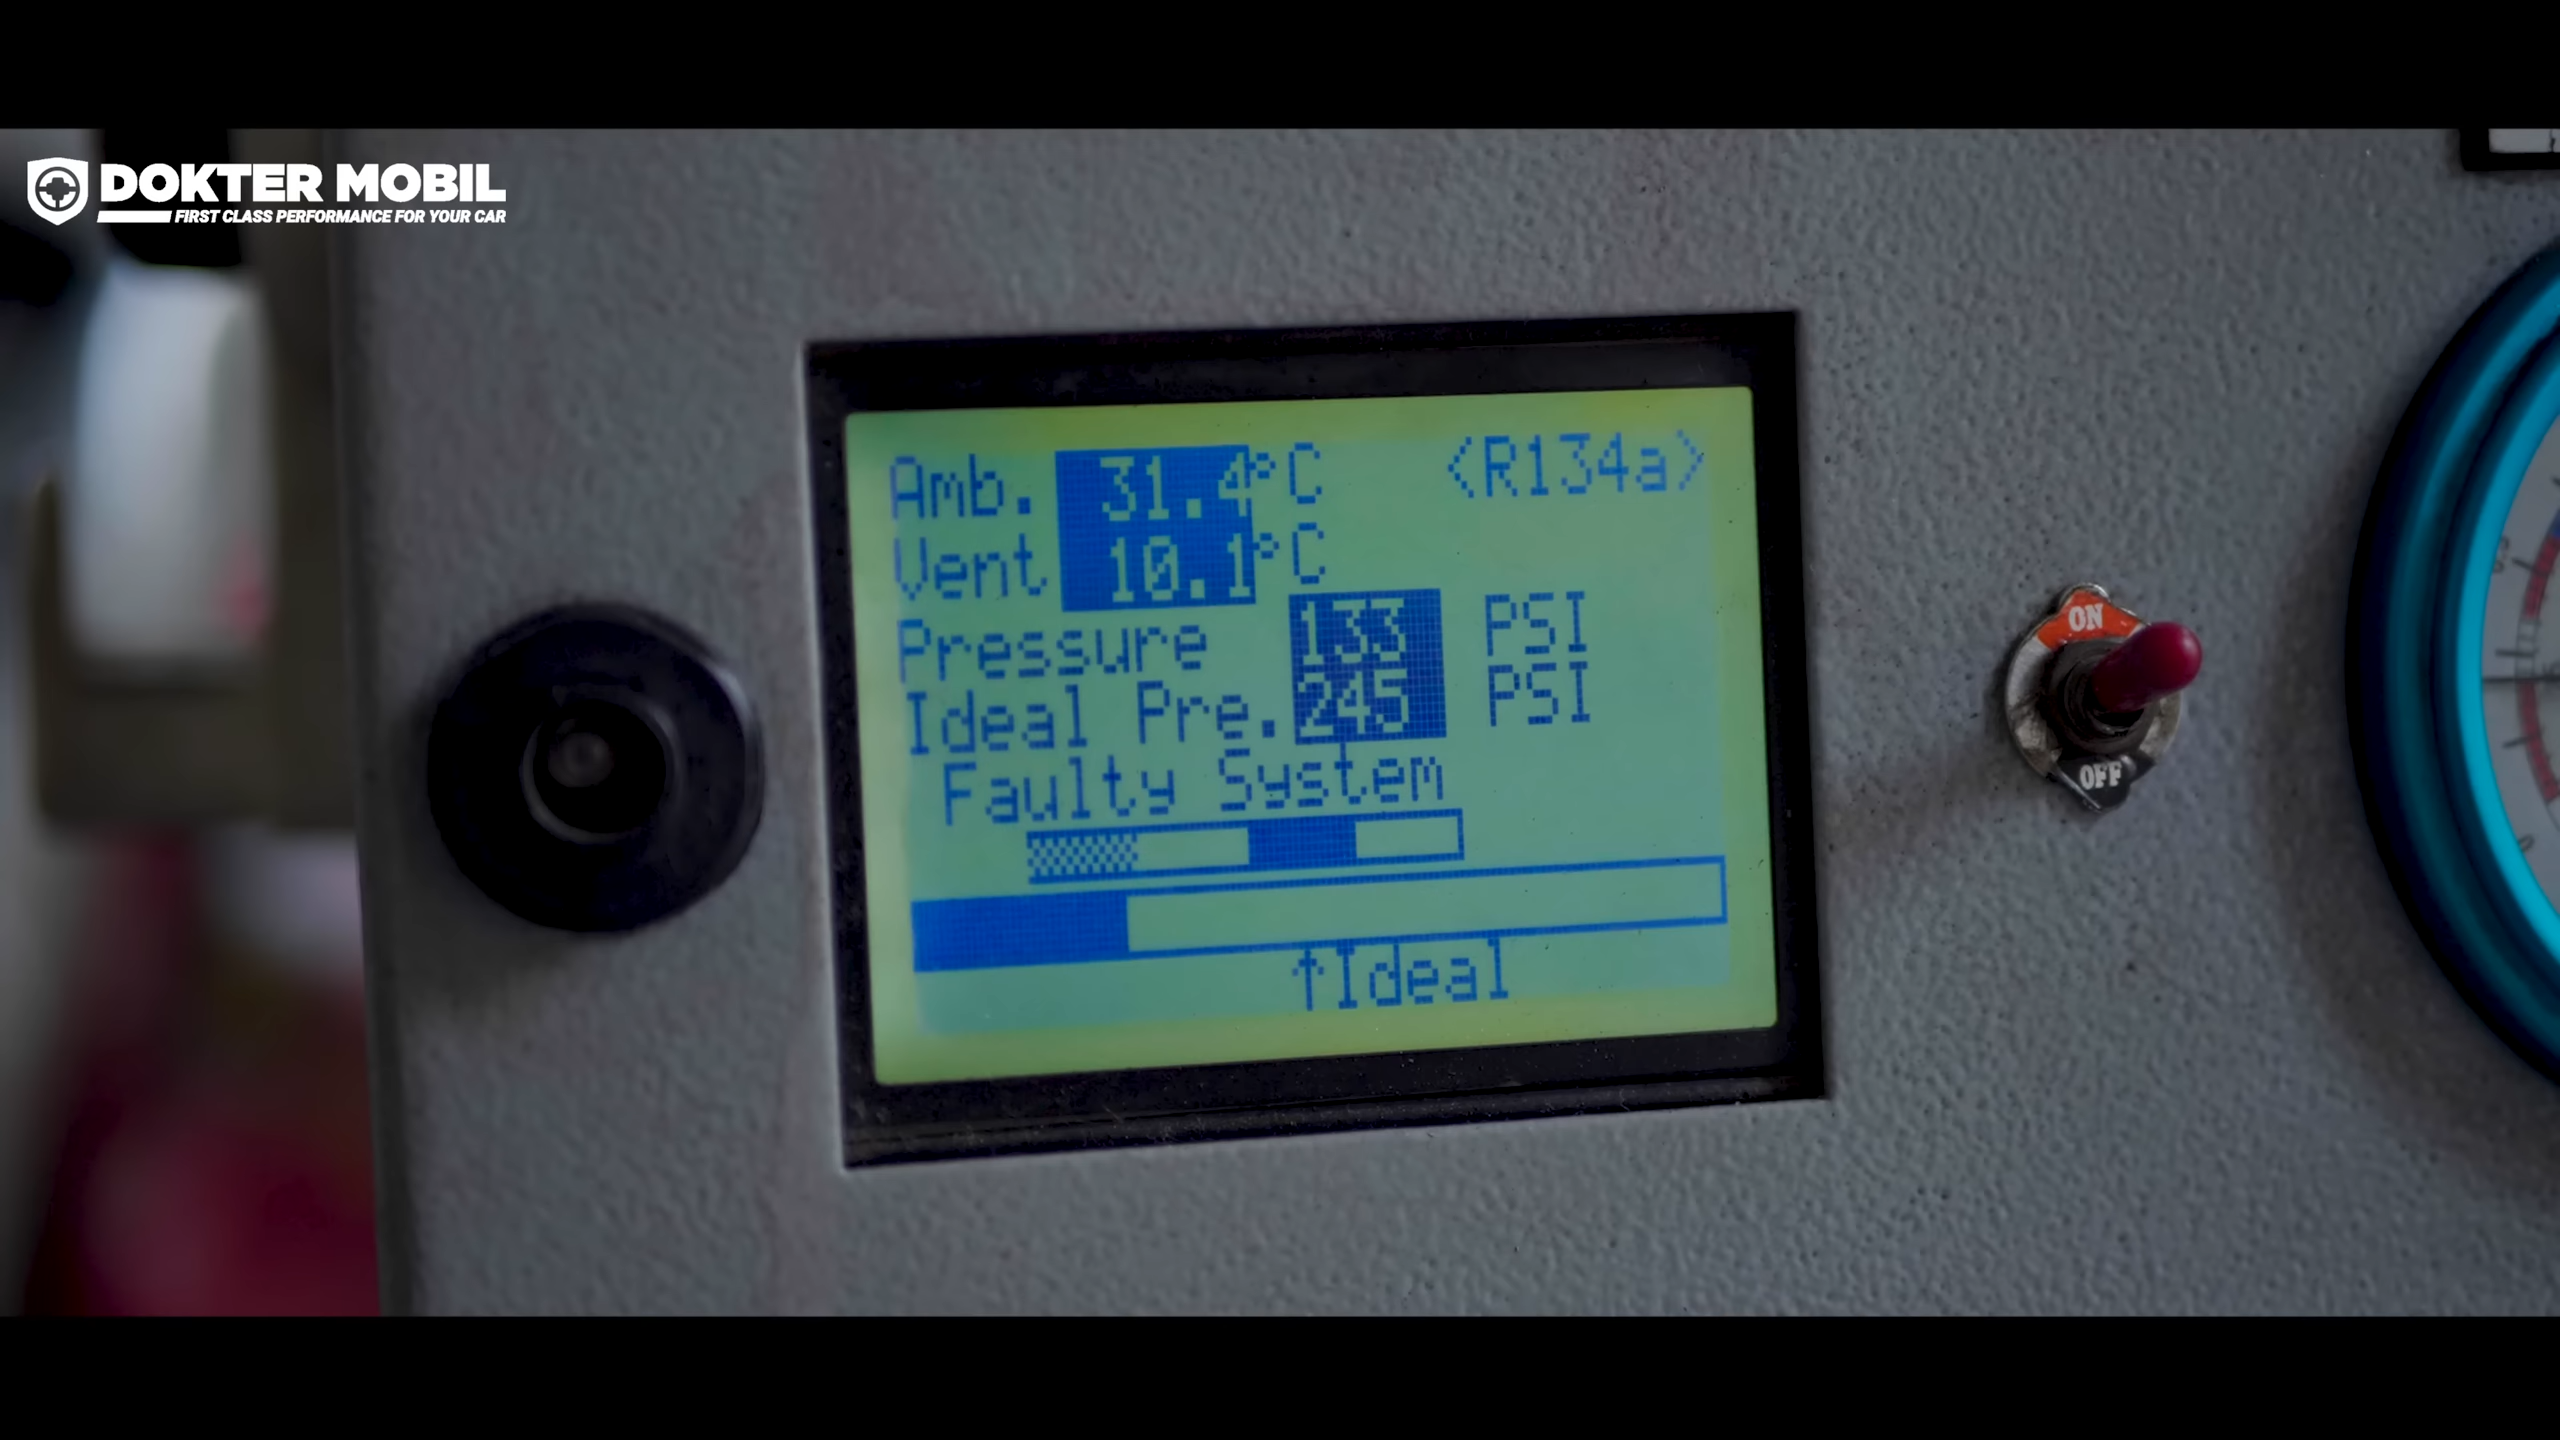 DOKTER MOBIL
FIRST CLASS PERFORMANCE FOR YOUR CAR
Amb. 31.4°C <R134a>
Vent 10.1°C
Pressure 133 PSI
Ideal Pre. 245 PSI
Faulty System
↑Ideal
ON
OFF